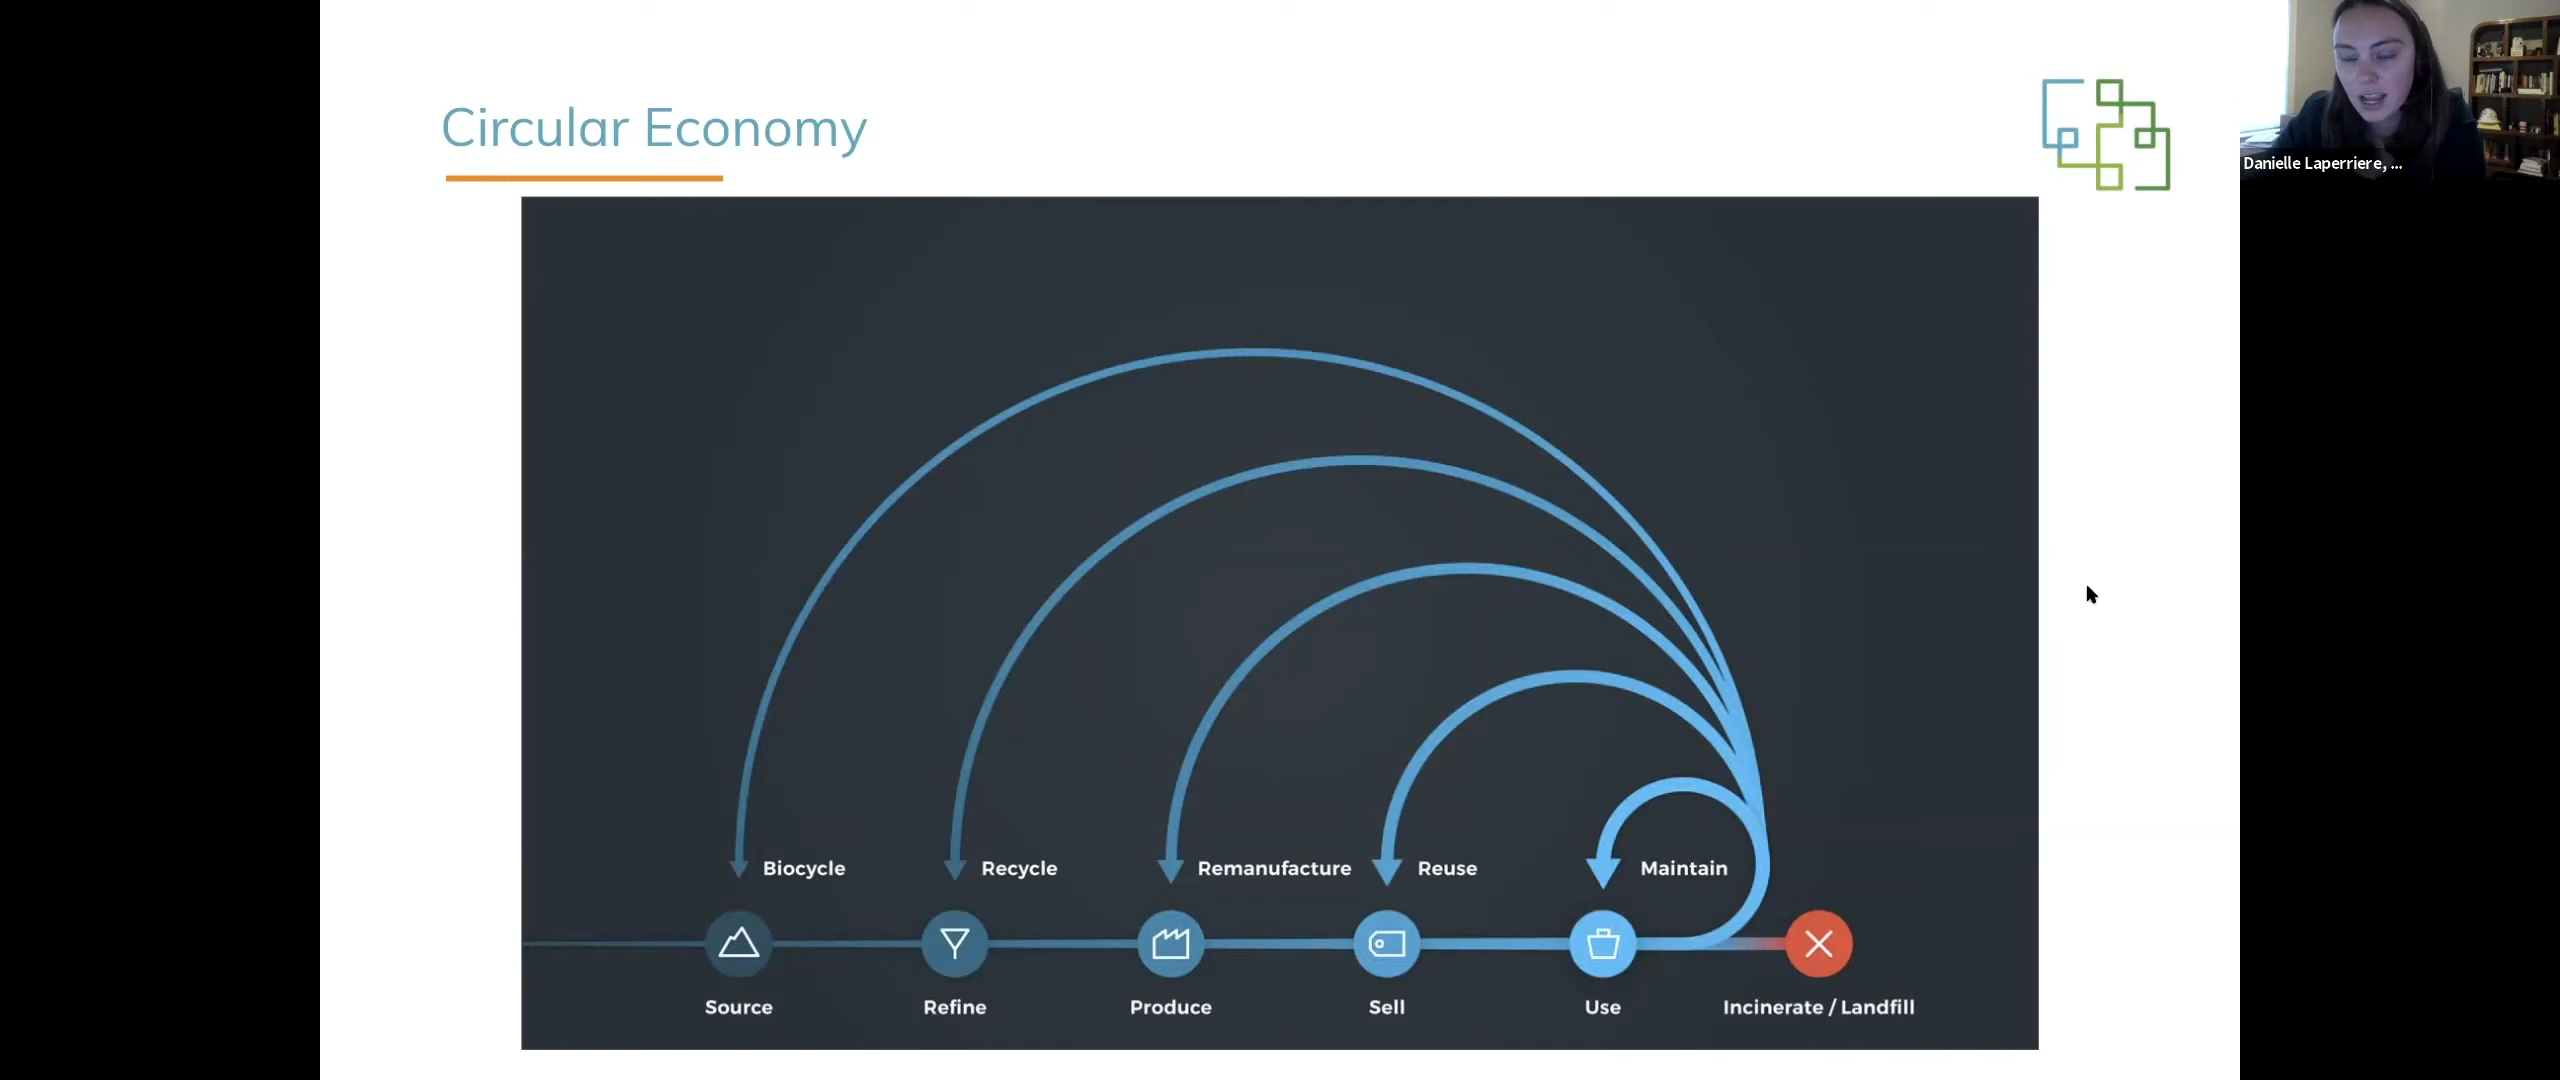 Circular Economy
Danielle Laperriere, ...
Biocycle
Recycle
Remanufacture
Reuse
Maintain
Source
Refine
Produce
Sell
Use
Incinerate / Landfill